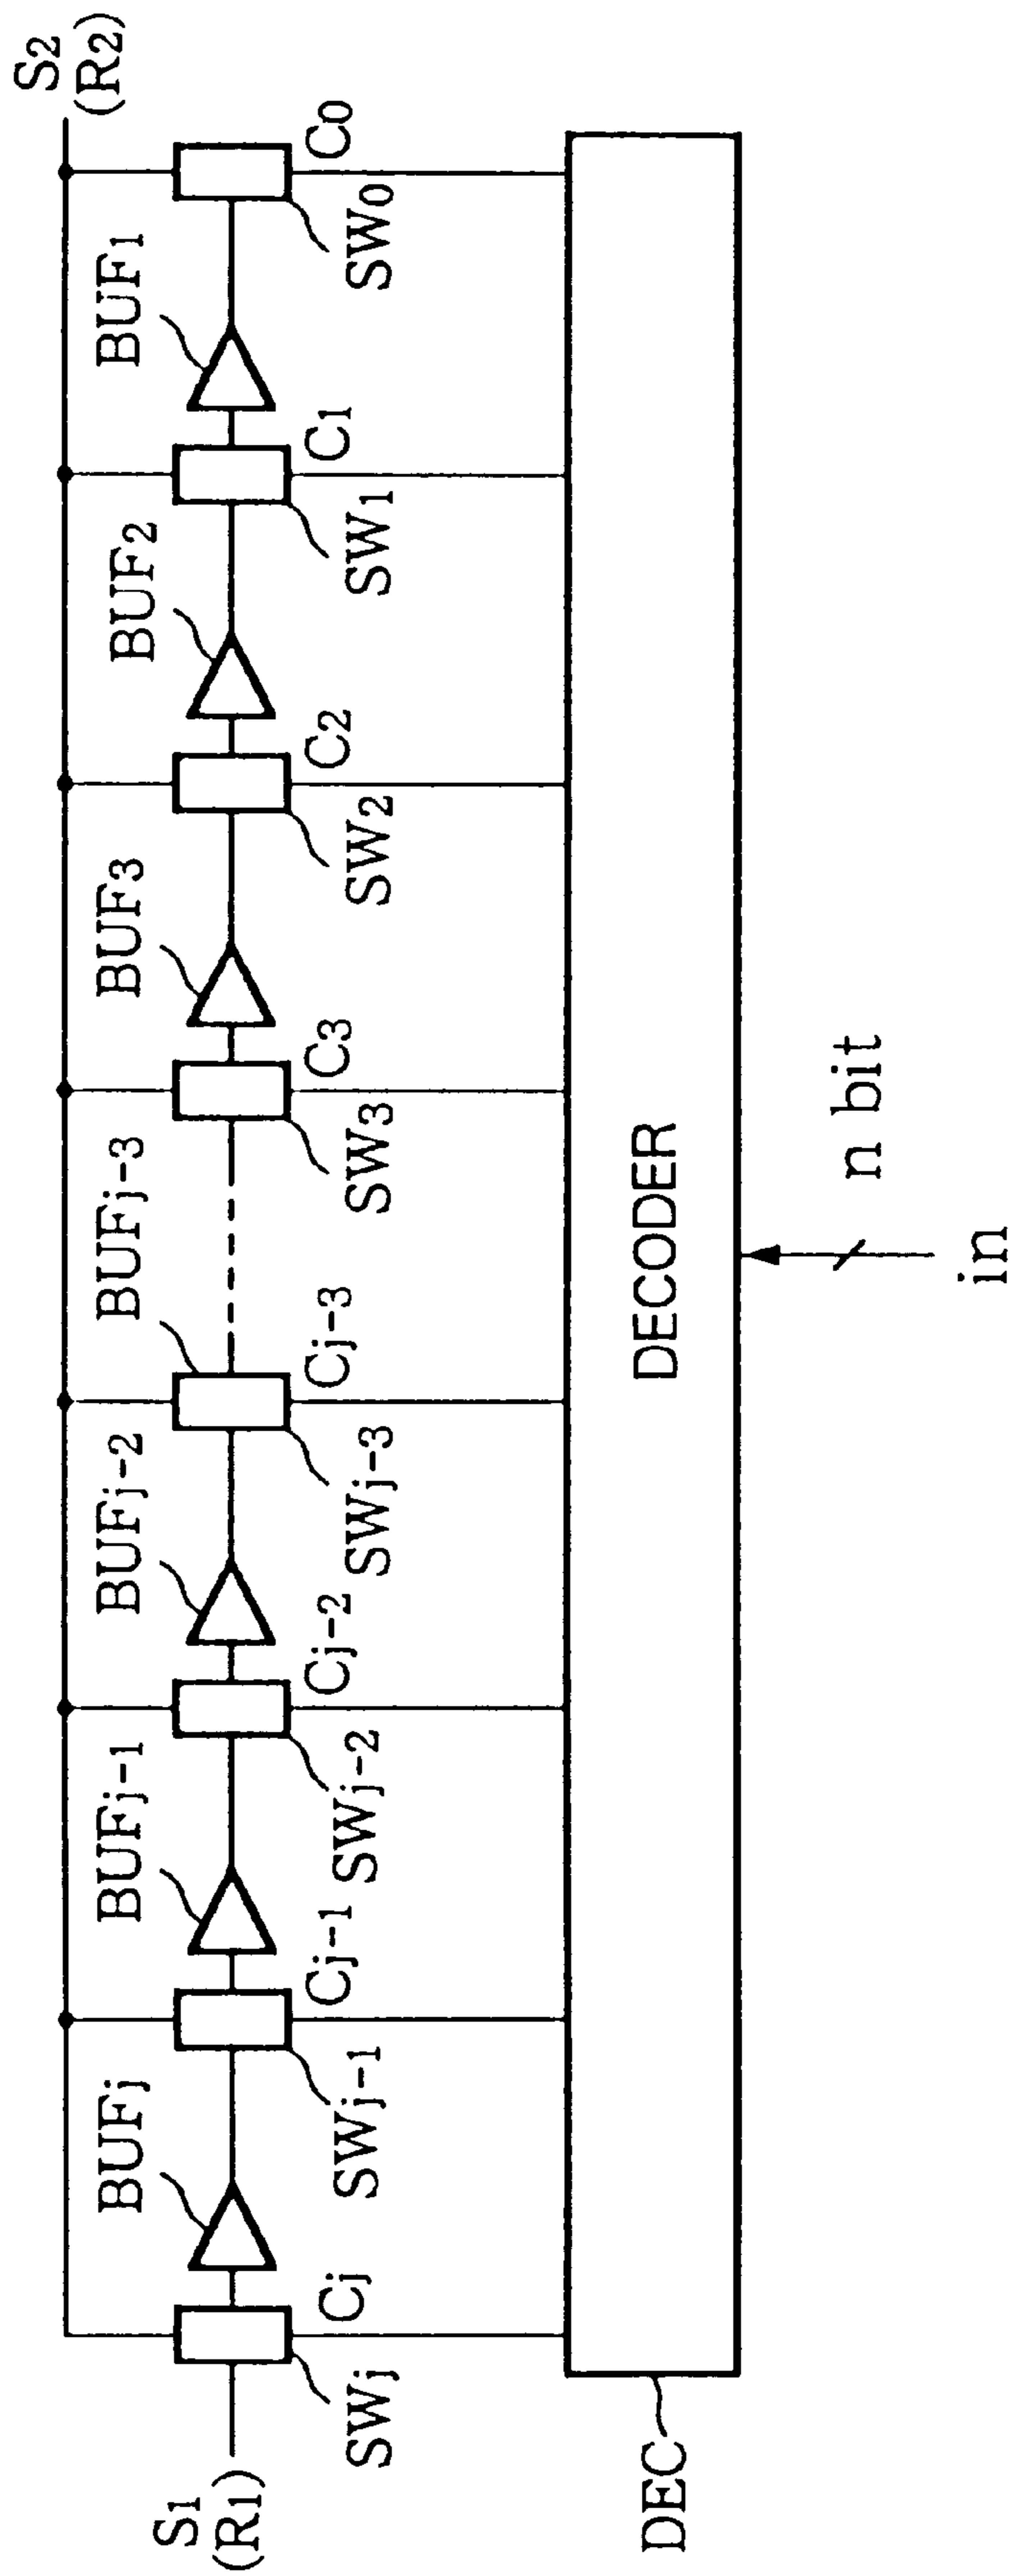 S2
(R2)
BUFj
BUFj-1
BUFj-2
BUFj-3
BUF3
BUF2
BUF1
S1
(R1)
Cj
Cj-1
Cj-2
Cj-3
C3
C2
C1
C0
SWj
SWj-1
SWj-2
SWj-3
SW3
SW2
SW1
SW0
DEC
DECODER
n bit
in